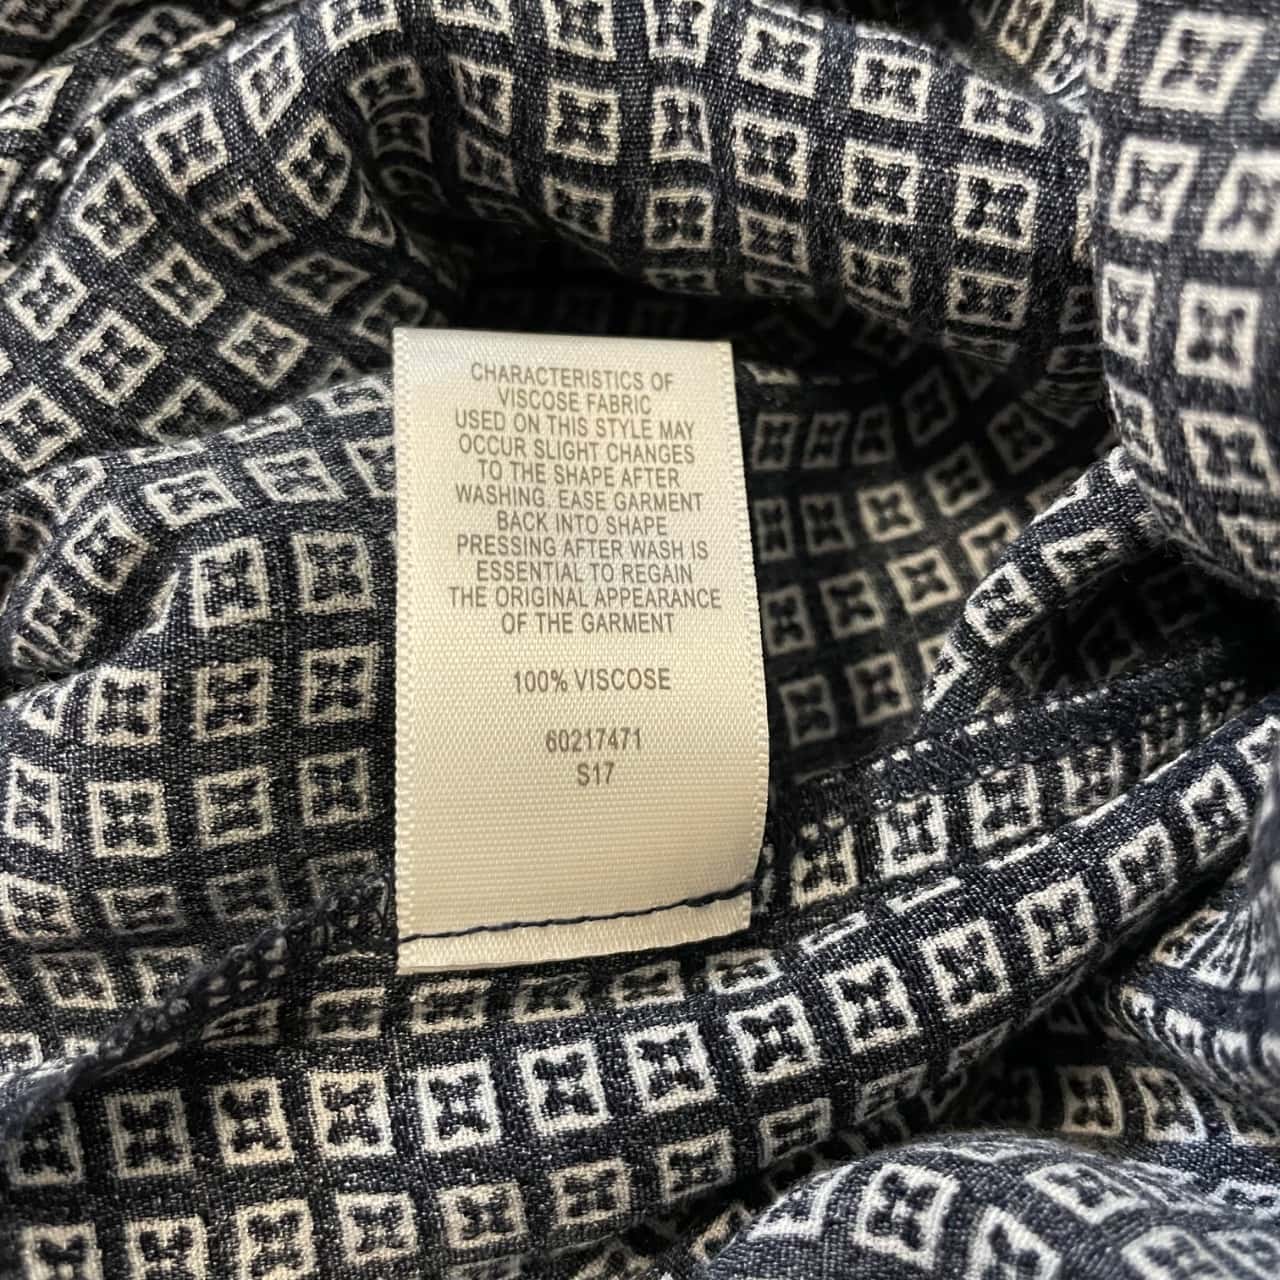 CHARACTERISTICS OF
VISCOSE FABRIC
USED ON THIS STYLE MAY
OCCUR SLIGHT CHANGES
TO THE SHAPE AFTER
WASHING. EASE GARMENT
BACK INTO SHAPE
PRESSING AFTER WASH IS
ESSENTIAL TO REGAIN
THE ORIGINAL APPEARANCE
OF THE GARMENT
100% VISCOSE
60217471
S17